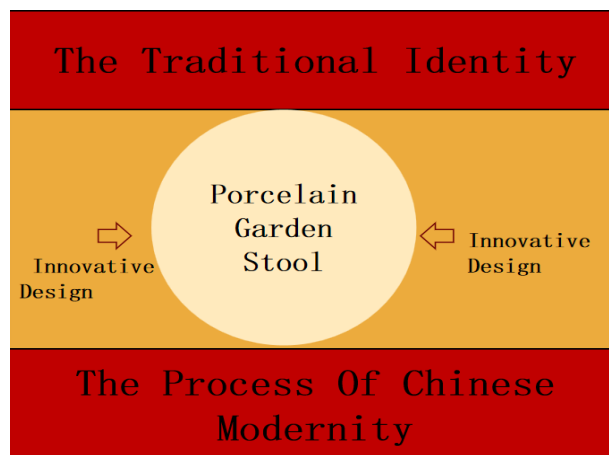 The Traditional Identity
Porcelain
Garden
Stool
Innovative
Design
Innovative
Design
The Process Of Chinese
Modernity